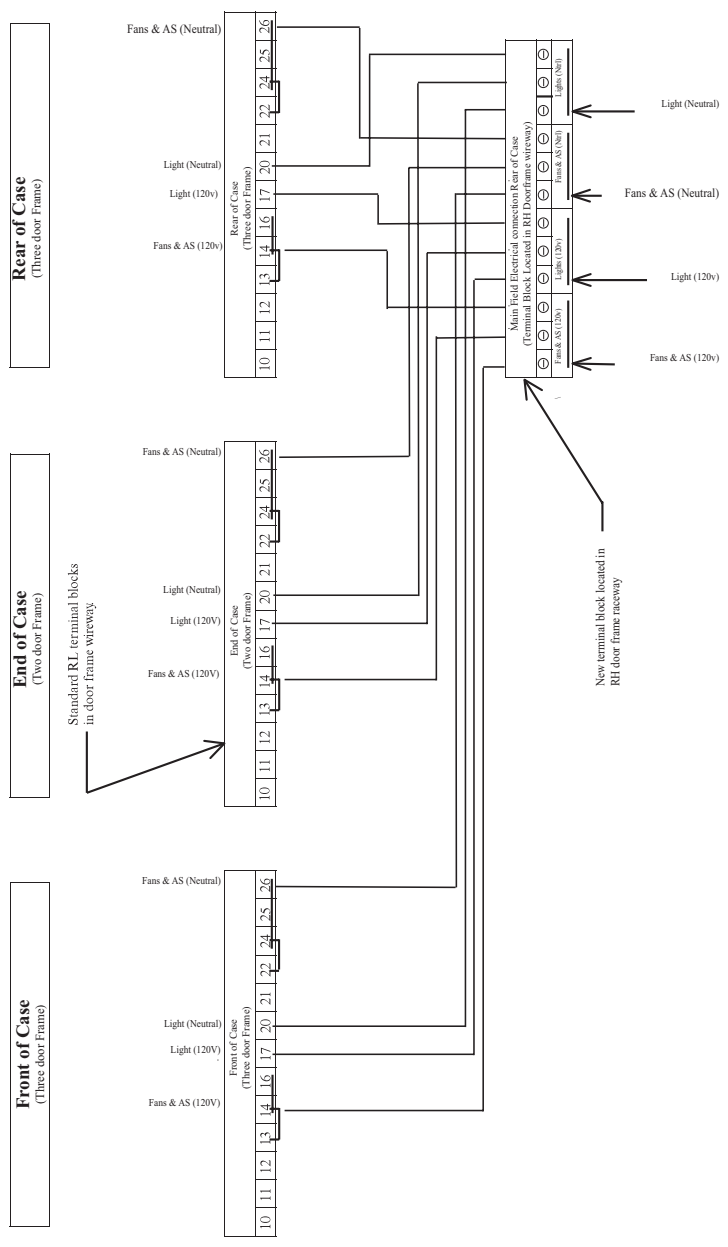 Rear of Case
(Three door Frame)
Fans & AS (Neutral)
Light (Neutral)
Light (120v)
Fans & AS (120v)
Rear of Case
(Three door Frame)
26
25
24
22
21
20
17
16
14
13
12
11
10
Main Field Electrical connection Rear of Case
(Terminal Block Located in RH Doorframe wireway)
Lights (Ntrl)
Fans & AS (Ntrl)
Lights (120v)
Fans & AS (120v)
Light (Neutral)
Fans & AS (Neutral)
Light (120v)
Fans & AS (120v)
New terminal block located in
RH door frame raceway
End of Case
(Two door Frame)
Standard RL terminal blocks
in door frame wireway
Fans & AS (Neutral)
Light (Neutral)
Light (120V)
Fans & AS (120V)
End of Case
(Two door Frame)
26
25
24
22
21
20
17
16
14
13
12
11
10
Front of Case
(Three door Frame)
Fans & AS (Neutral)
Light (Neutral)
Light (120V)
Fans & AS (120V)
Front of Case
(Three door Frame)
26
25
24
22
21
20
17
16
14
13
12
11
10